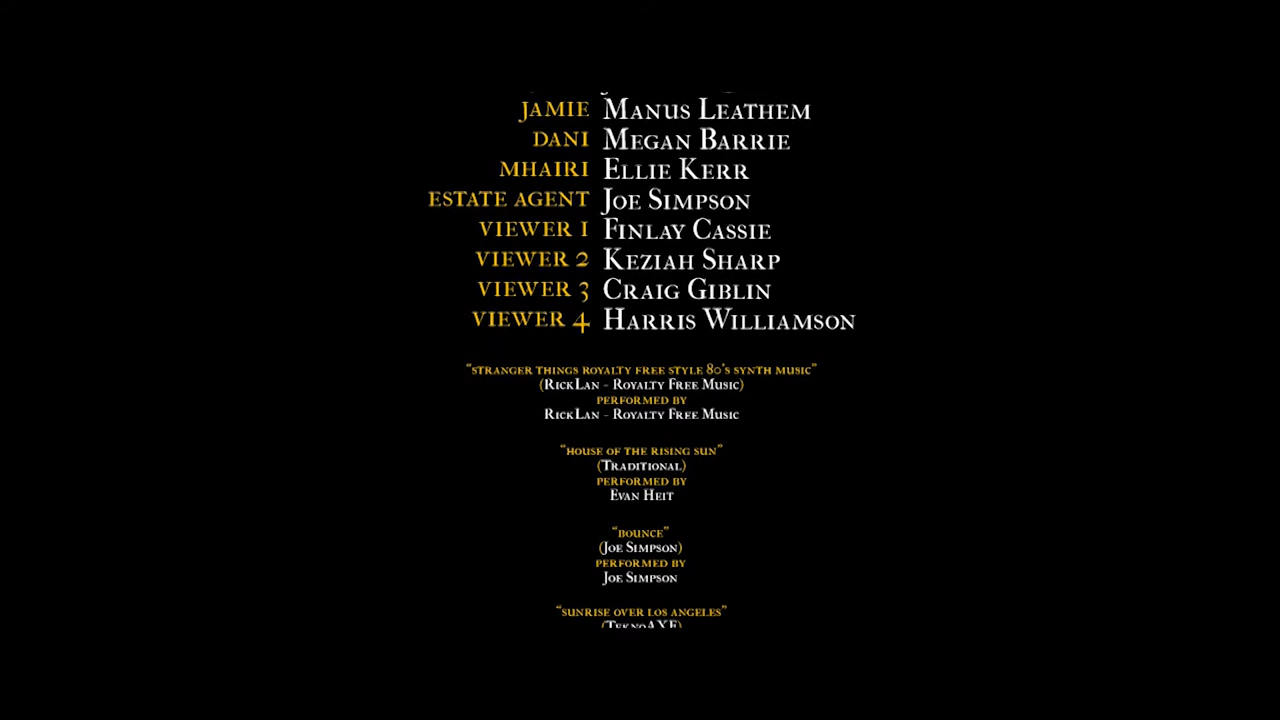 JAMIE MANUS LEATHEM
DANI MEGAN BARRIE
MHAIRI ELLIE KERR
ESTATE AGENT JOE SIMPSON
VIEWER 1 FINLAY CASSIE
VIEWER 2 KEZIAH SHARP
VIEWER 3 CRAIG GIBLIN
VIEWER 4 HARRIS WILLIAMSON
“STRANGER THINGS ROYALTY FREE STYLE 80’S SYNTH MUSIC”
(RICKLAN - ROYALTY FREE MUSIC)
PERFORMED BY
RICKLAN - ROYALTY FREE MUSIC
“HOUSE OF THE RISING SUN”
(TRADITIONAL)
PERFORMED BY
EVAN HEIT
“BOUNCE”
(JOE SIMPSON)
PERFORMED BY
JOE SIMPSON
“SUNRISE OVER LOS ANGELES”
(TEKNOAXE)